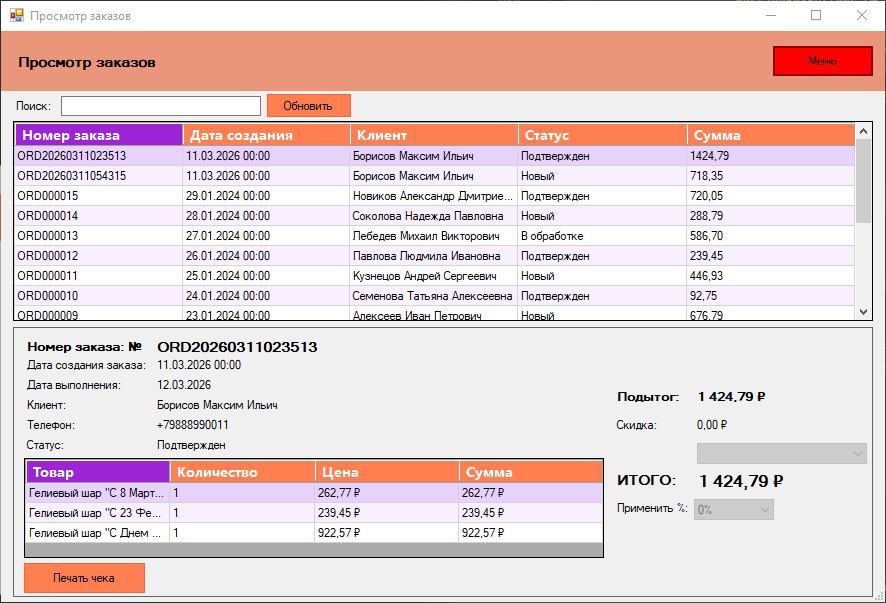 Просмотр заказов
Просмотр заказов
Меню
Поиск: Обновить
Номер заказа Дата создания Клиент Статус Сумма
ORD20260311023513 11.03.2026 00:00 Борисов Максим Ильич Подтвержден 1424,79
ORD20260311054315 11.03.2026 00:00 Борисов Максим Ильич Новый 718,35
ORD000015 29.01.2024 00:00 Новиков Александр Дмитрие... Подтвержден 720,05
ORD000014 28.01.2024 00:00 Соколова Надежда Павловна Новый 288,79
ORD000013 27.01.2024 00:00 Лебедев Михаил Викторович В обработке 586,70
ORD000012 26.01.2024 00:00 Павлова Людмила Ивановна Подтвержден 239,45
ORD000011 25.01.2024 00:00 Кузнецов Андрей Сергеевич Новый 446,93
ORD000010 24.01.2024 00:00 Семенова Татьяна Алексеевна Подтвержден 92,75
ORD000009 23.01.2024 00:00 Алексеев Иван Петрович Новый 676,79
Номер заказа: № ORD20260311023513
Дата создания заказа: 11.03.2026 00:00
Дата выполнения: 12.03.2026
Клиент: Борисов Максим Ильич
Телефон: +79888990011
Статус: Подтвержден
Товар Количество Цена Сумма
Гелиевый шар "С 8 Март... 1 262,77 ₽ 262,77 ₽
Гелиевый шар "С 23 Фе... 1 239,45 ₽ 239,45 ₽
Гелиевый шар "С Днем ... 1 922,57 ₽ 922,57 ₽
Печать чека
Подытог: 1 424,79 ₽
Скидка: 0,00 ₽
ИТОГО: 1 424,79 ₽
Применить %: 0%